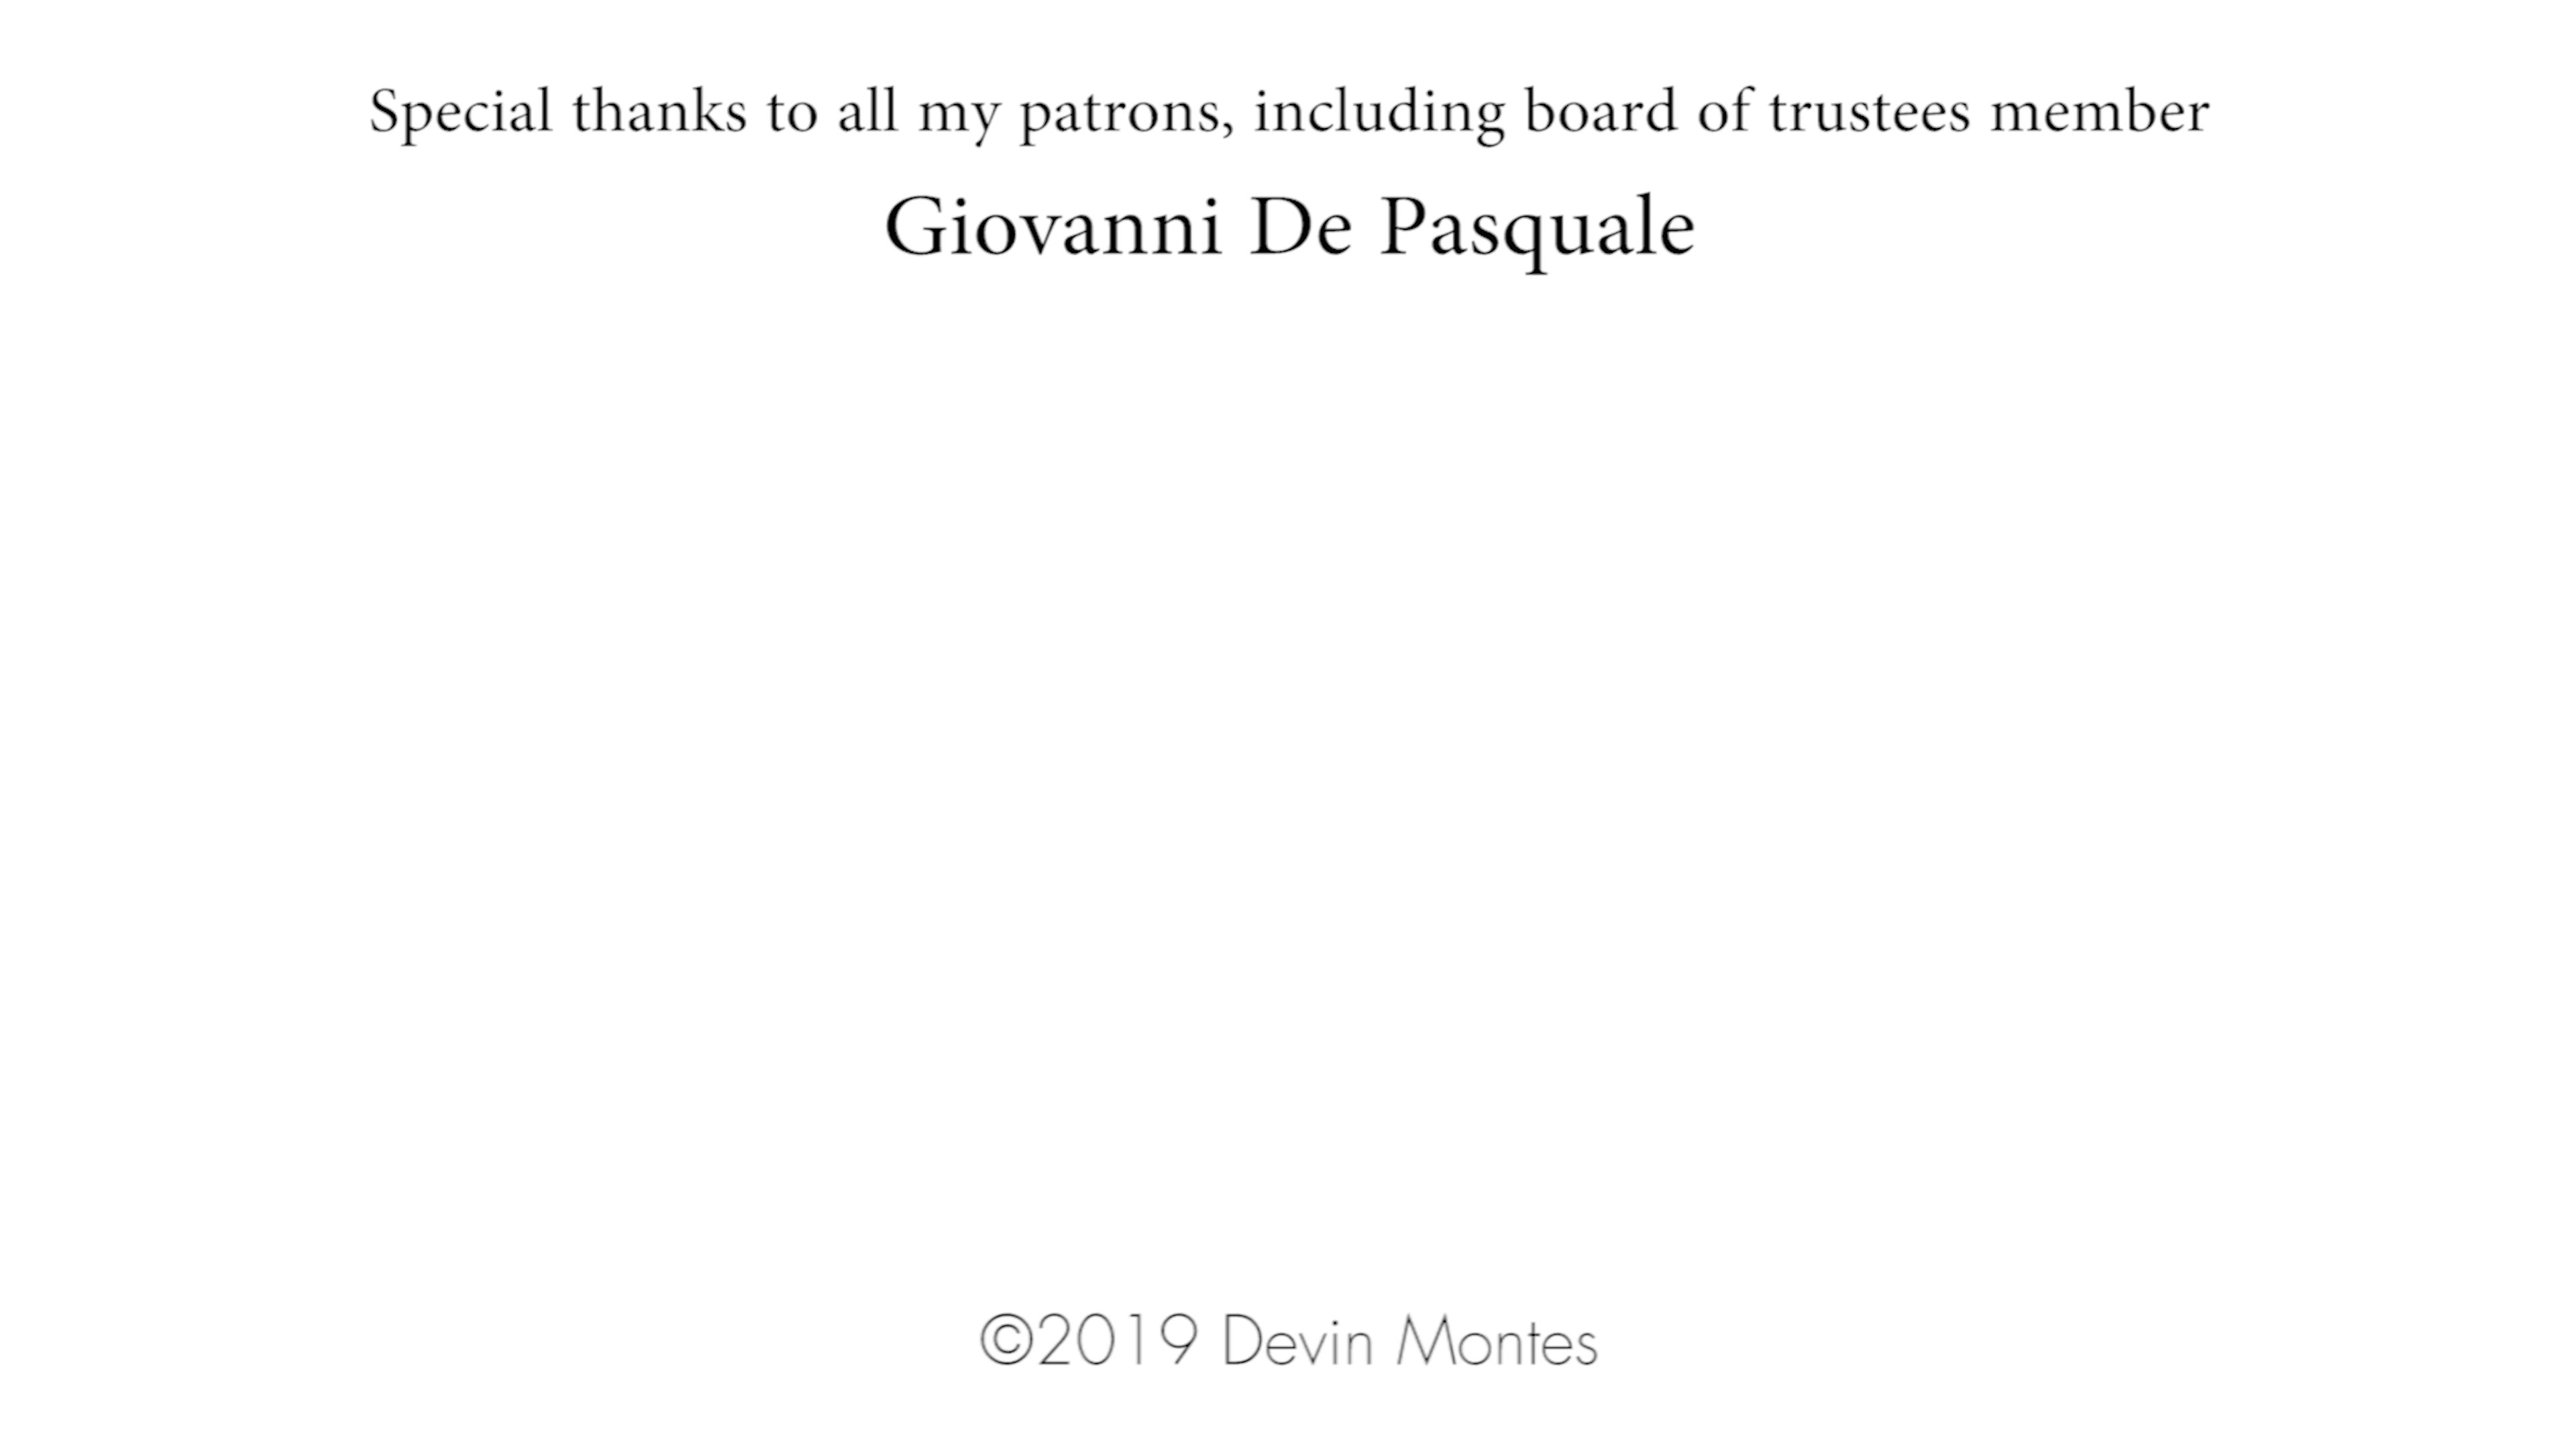 Special thanks to all my patrons, including board of trustees member
Giovanni De Pasquale
©2019 Devin Montes